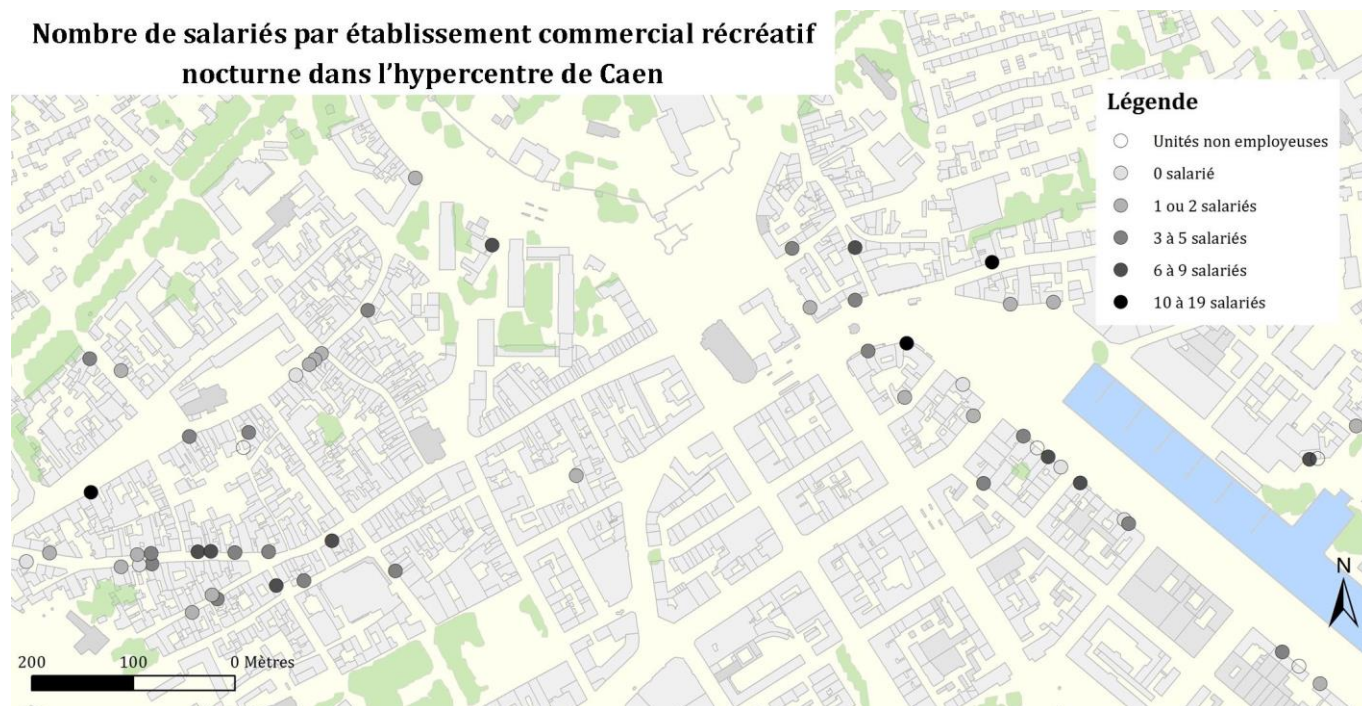 Nombre de salariés par établissement commercial récréatif
nocturne dans l'hypercentre de Caen
Légende
Unités non employeuses
0 salarié
1 ou 2 salariés
3 à 5 salariés
6 à 9 salariés
10 à 19 salariés
N
200 100 0 Mètres